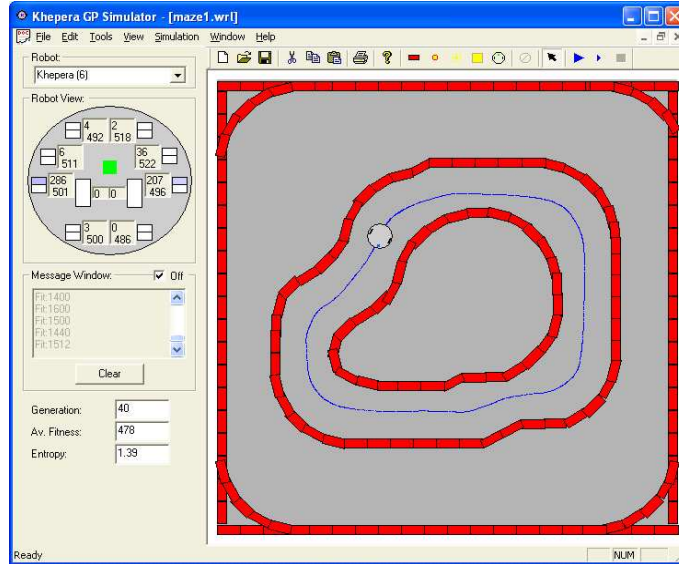 Khepera GP Simulator - [maze1.wrl]
File Edit Tools View Simulation Window Help
Robot:
Khepera (6)
Robot View:
4 2
492 518
6 36
511 522
286 207
501 0 0 496
3 0
500 486
Message Window: Off
Fit:1400
Fit:1600
Fit:1500
Fit:1440
Fit:1512
Clear
Generation: 40
Av. Fitness: 478
Entropy: 1.39
Ready NUM